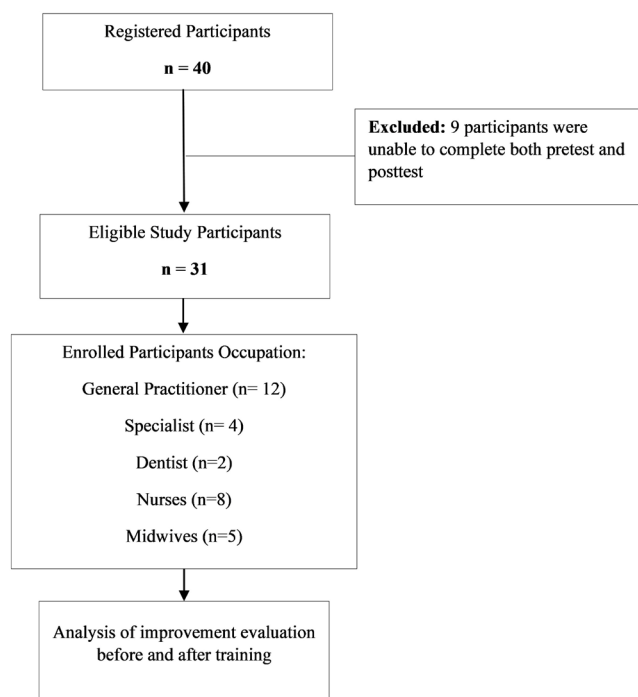 Registered Participants
n = 40
Excluded: 9 participants were
unable to complete both pretest and
posttest
Eligible Study Participants
n = 31
Enrolled Participants Occupation:
General Practitioner (n= 12)
Specialist (n= 4)
Dentist (n=2)
Nurses (n=8)
Midwives (n=5)
Analysis of improvement evaluation
before and after training